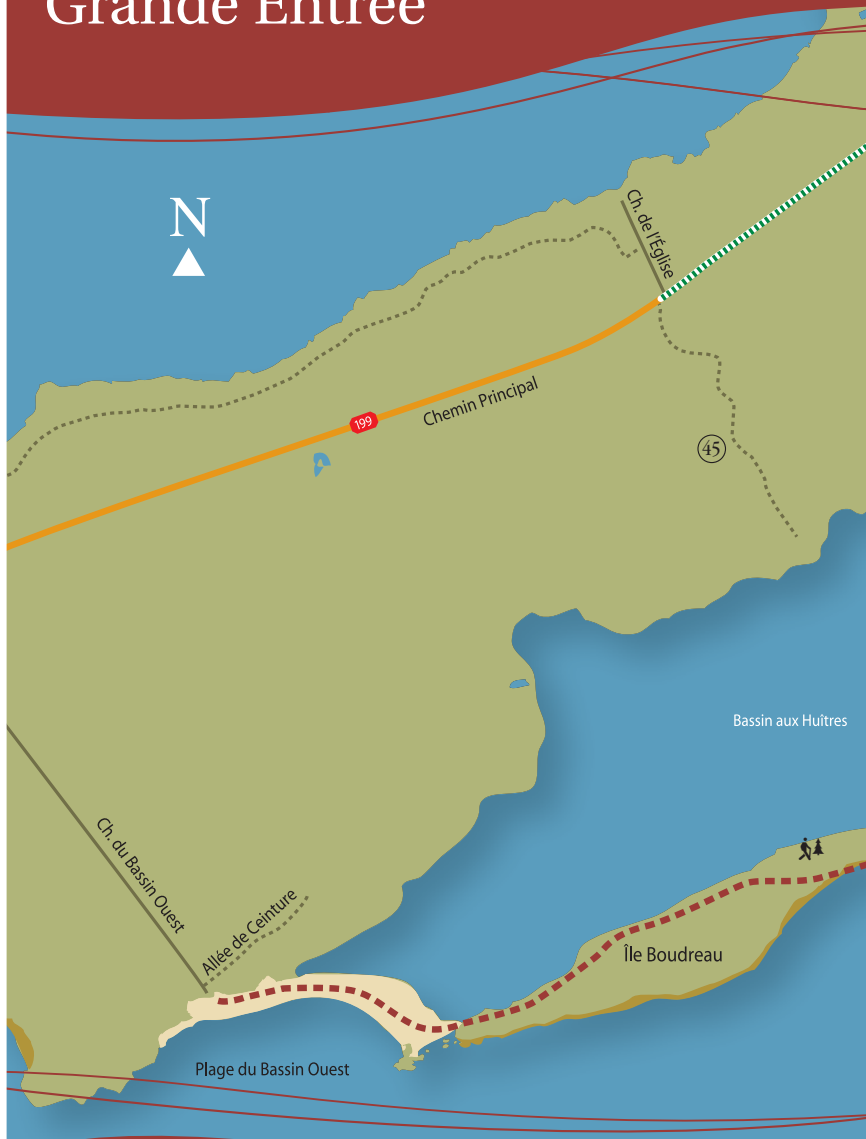 Grande Entrée
N
Ch. de l'Église
199
Chemin Principal
45
Bassin aux Huîtres
Ch. du Bassin Ouest
Allée de Ceinture
Île Boudreau
Plage du Bassin Ouest